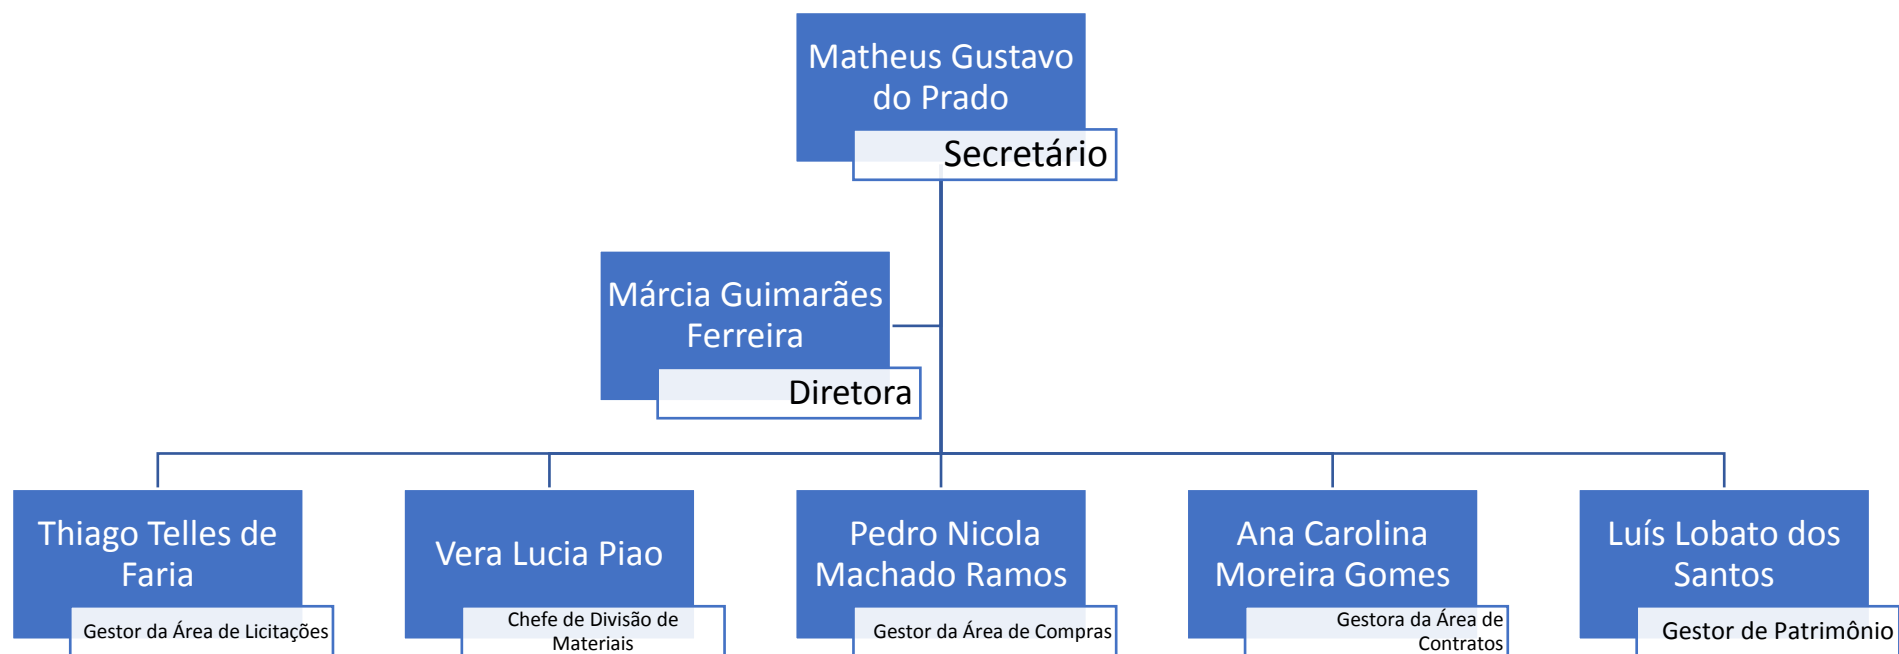 Matheus Gustavo
do Prado
Secretário
Márcia Guimarães
Ferreira
Diretora
Thiago Telles de
Faria
Gestor da Área de Licitações
Vera Lucia Piao
Chefe de Divisão de
Materiais
Pedro Nicola
Machado Ramos
Gestor da Área de Compras
Ana Carolina
Moreira Gomes
Gestora da Área de
Contratos
Luís Lobato dos
Santos
Gestor de Patrimônio